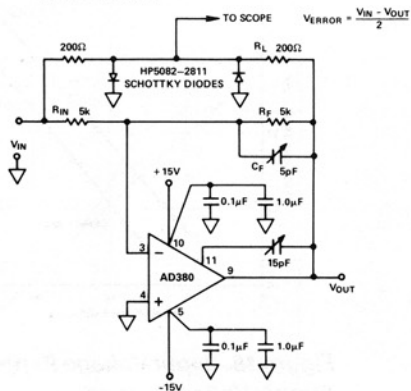 TO SCOPE
VERROR = VIN - VOUT
2
200Ω
RL 200Ω
HP5082-2811
SCHOTTKY DIODES
RIN 5k
RF 5k
VIN
CF
5pF
+15V
0.1μF
1.0μF
3
10
11
15pF
AD380
9
4
5
VOUT
0.1μF
1.0μF
-15V